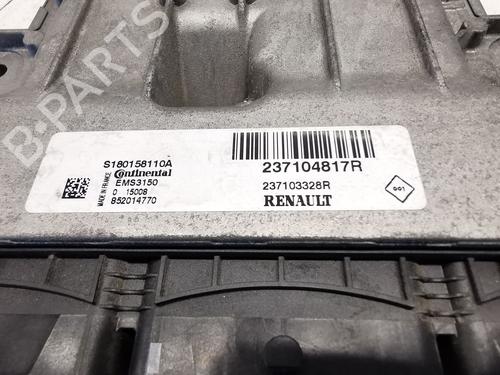 B-PARTS
S180158110A
Continental
EMS3150
0 15008
852014770
MADE IN FRANCE
237104817R
237103328R
RENAULT
001